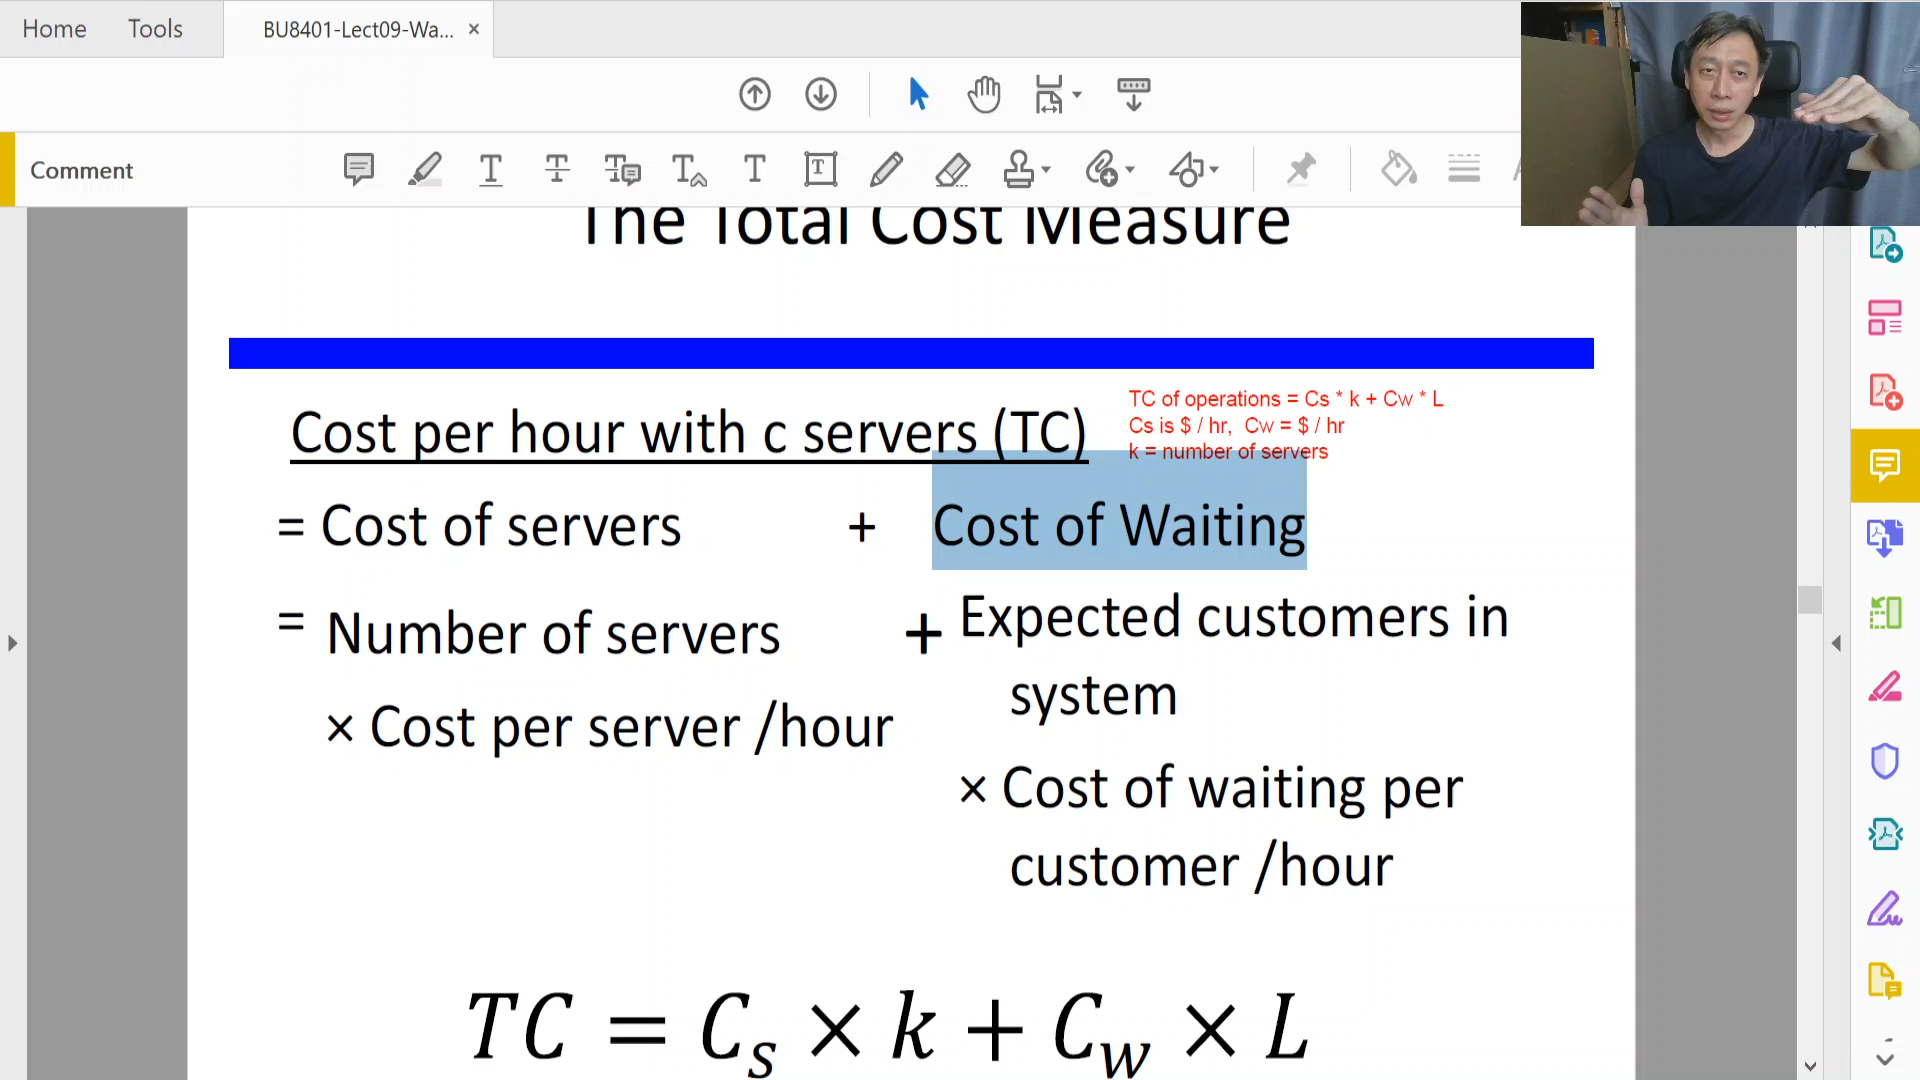 Home Tools BU8401-Lect09-Wa... ×
Comment
The Total Cost Measure
TC of operations = Cs * k + Cw * L
Cs is $ / hr, Cw = $ / hr
k = number of servers
Cost per hour with c servers (TC)
= Cost of servers + Cost of Waiting
= Number of servers
× Cost per server /hour
+ Expected customers in
system
× Cost of waiting per
customer /hour
TC = Cₛ × k + C_w × L